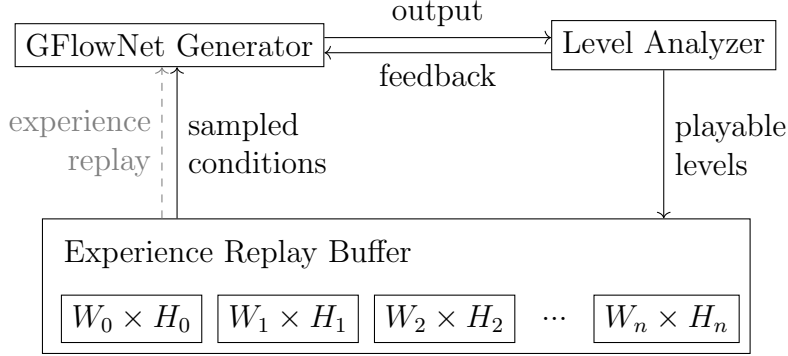 output
GFlowNet Generator
Level Analyzer
feedback
experience
replay
sampled
conditions
playable
levels
Experience Replay Buffer
W₀ × H₀
W₁ × H₁
W₂ × H₂
...
Wₙ × Hₙ